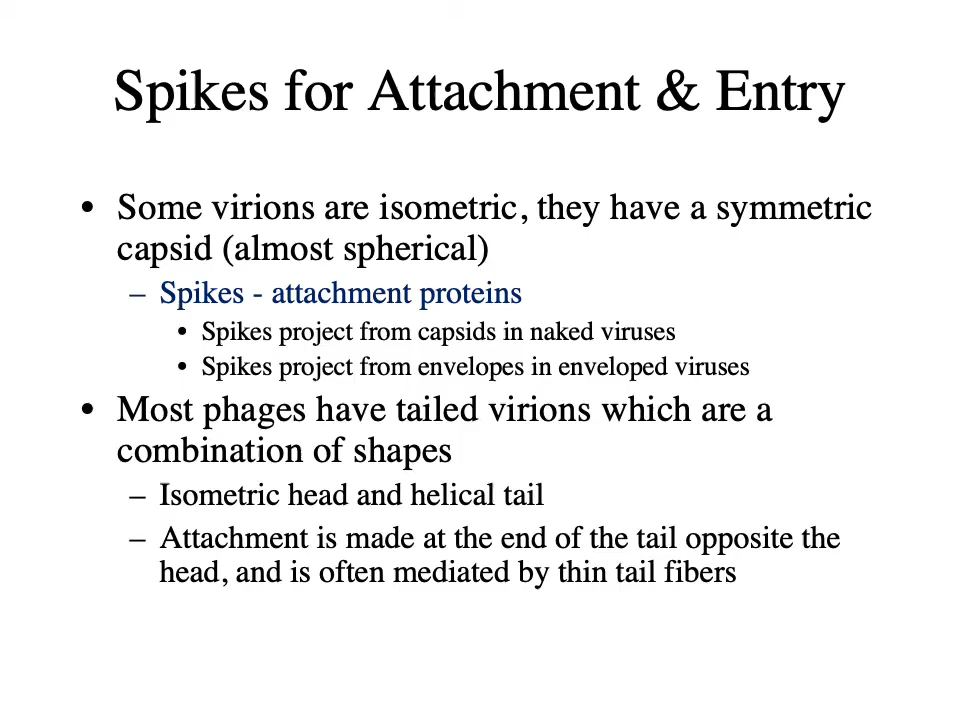 Spikes for Attachment & Entry
• Some virions are isometric, they have a symmetric
capsid (almost spherical)
– Spikes - attachment proteins
• Spikes project from capsids in naked viruses
• Spikes project from envelopes in enveloped viruses
• Most phages have tailed virions which are a
combination of shapes
– Isometric head and helical tail
– Attachment is made at the end of the tail opposite the
head, and is often mediated by thin tail fibers